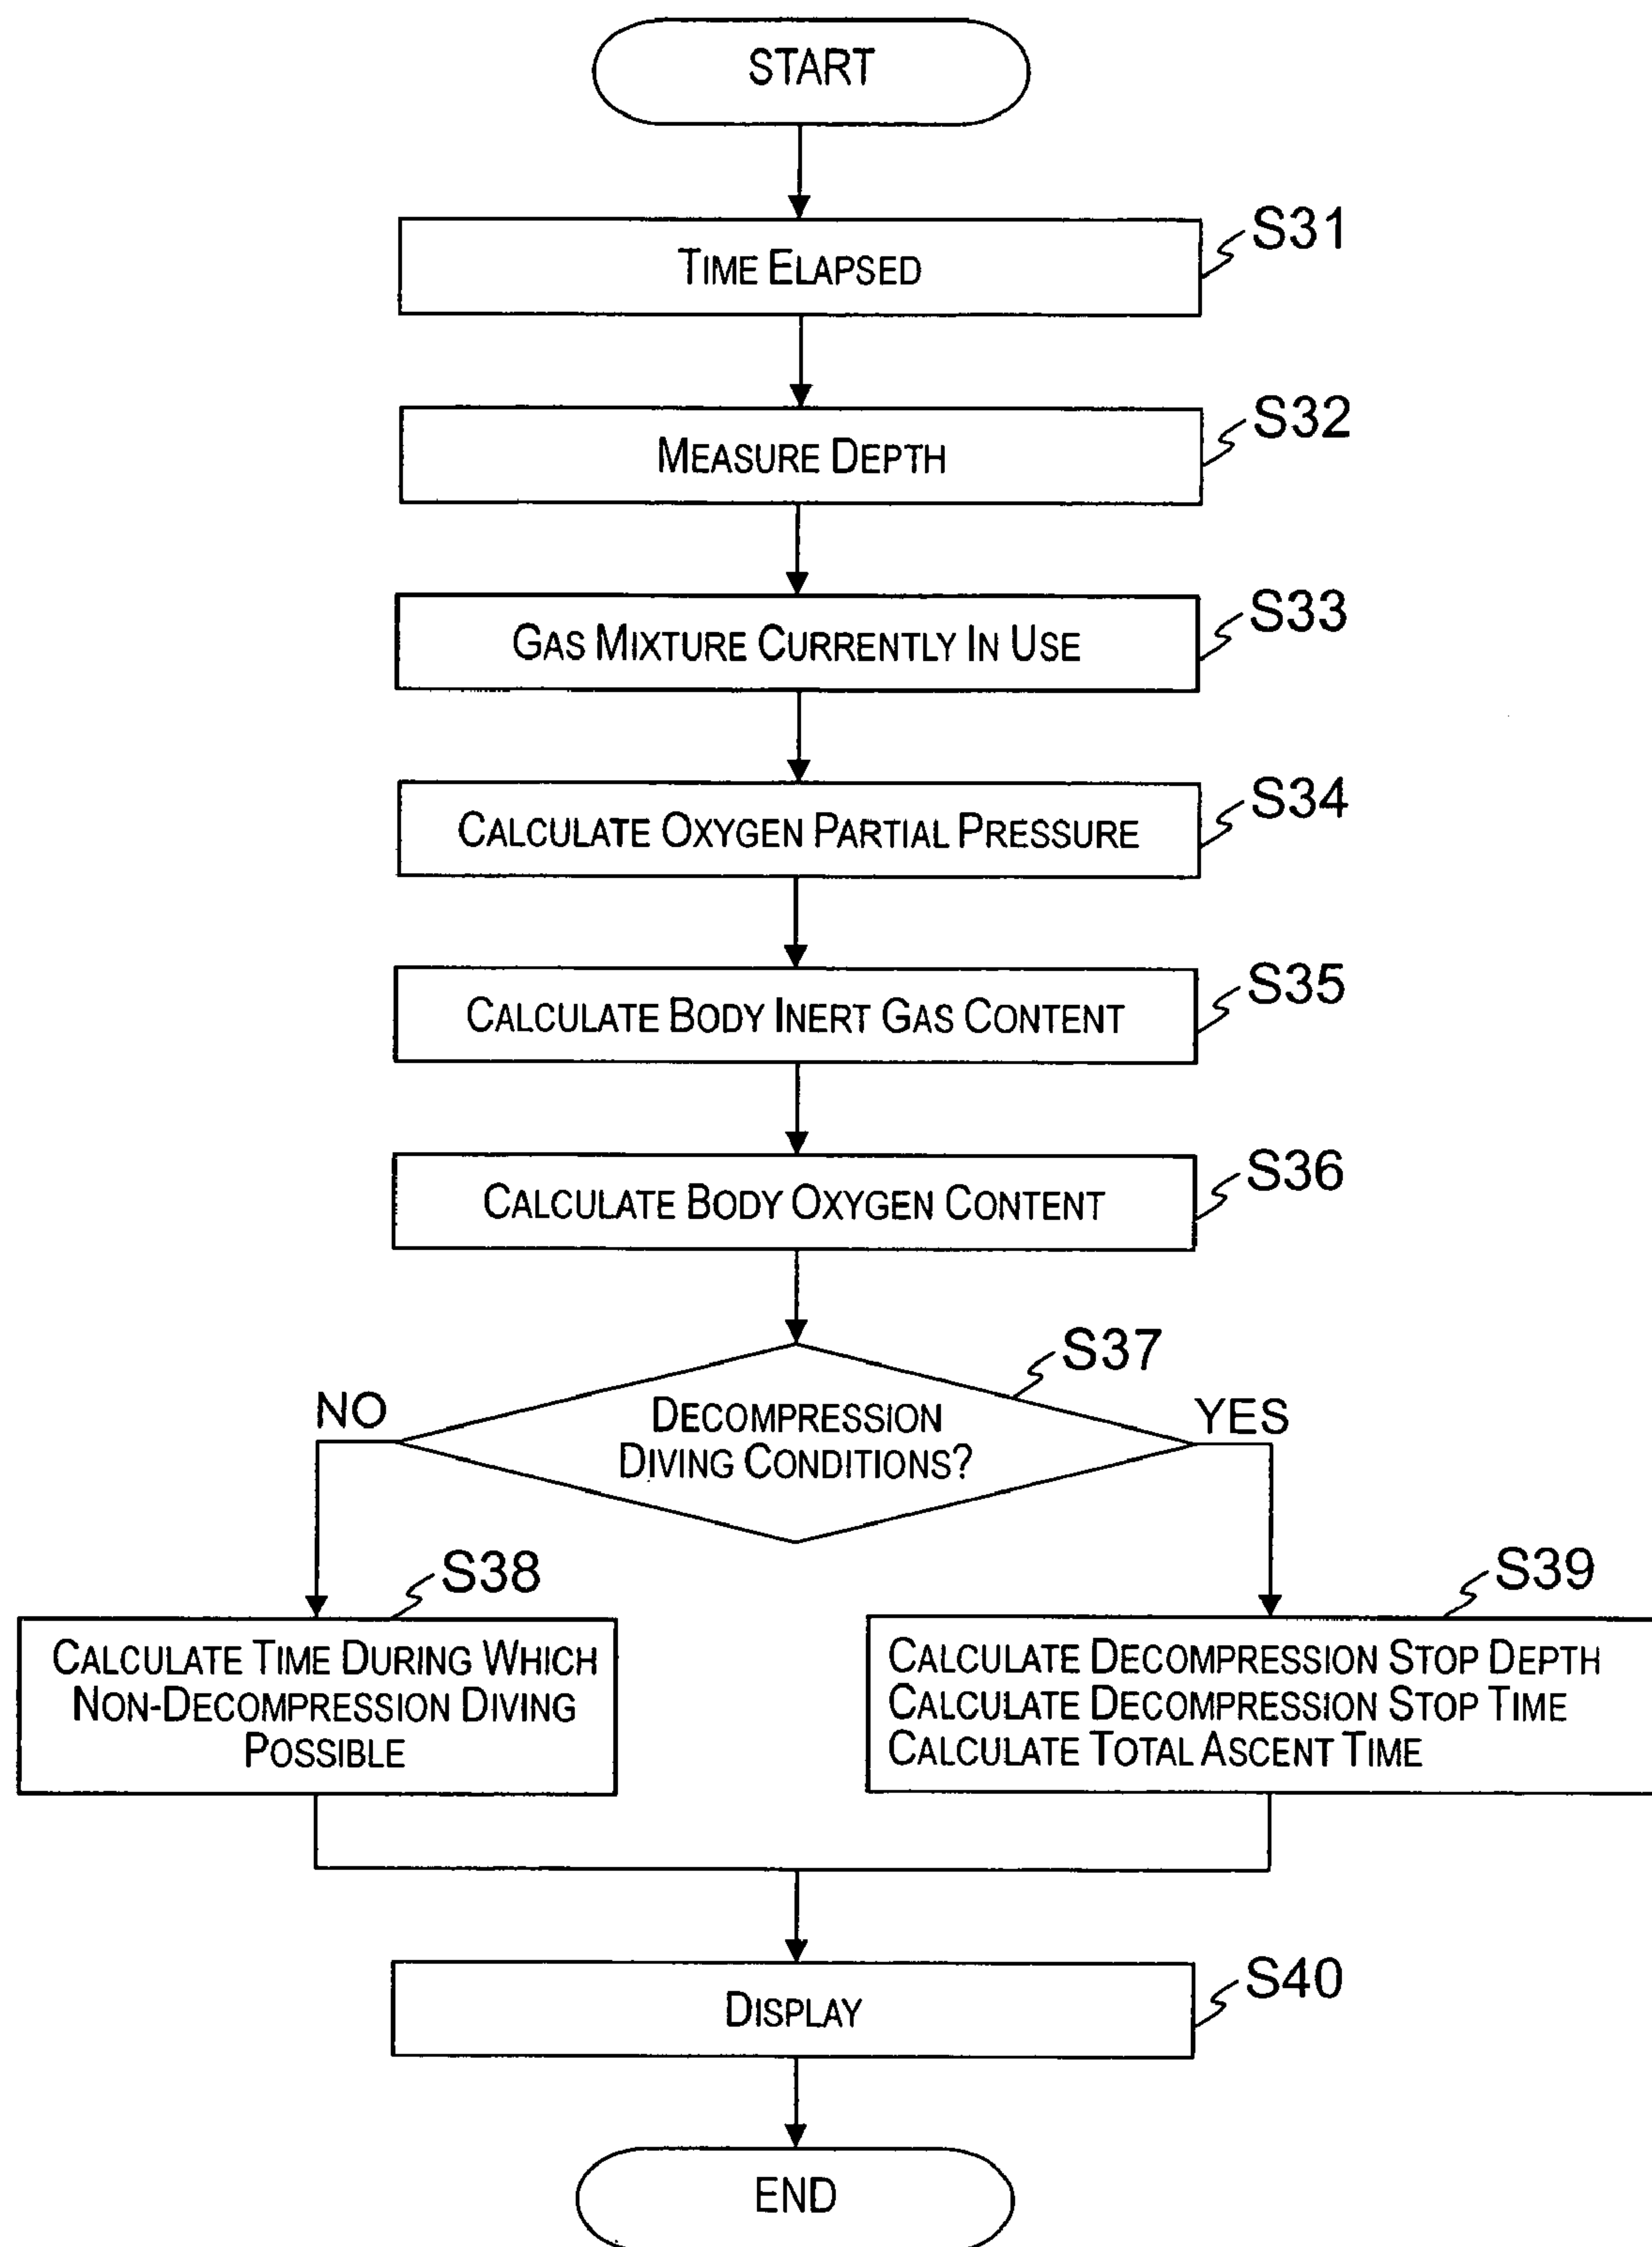 START
TIME ELAPSED
S31
MEASURE DEPTH
S32
GAS MIXTURE CURRENTLY IN USE
S33
CALCULATE OXYGEN PARTIAL PRESSURE
S34
CALCULATE BODY INERT GAS CONTENT
S35
CALCULATE BODY OXYGEN CONTENT
S36
DECOMPRESSION
DIVING CONDITIONS?
S37
NO
YES
S38
CALCULATE TIME DURING WHICH
NON-DECOMPRESSION DIVING
POSSIBLE
S39
CALCULATE DECOMPRESSION STOP DEPTH
CALCULATE DECOMPRESSION STOP TIME
CALCULATE TOTAL ASCENT TIME
DISPLAY
S40
END